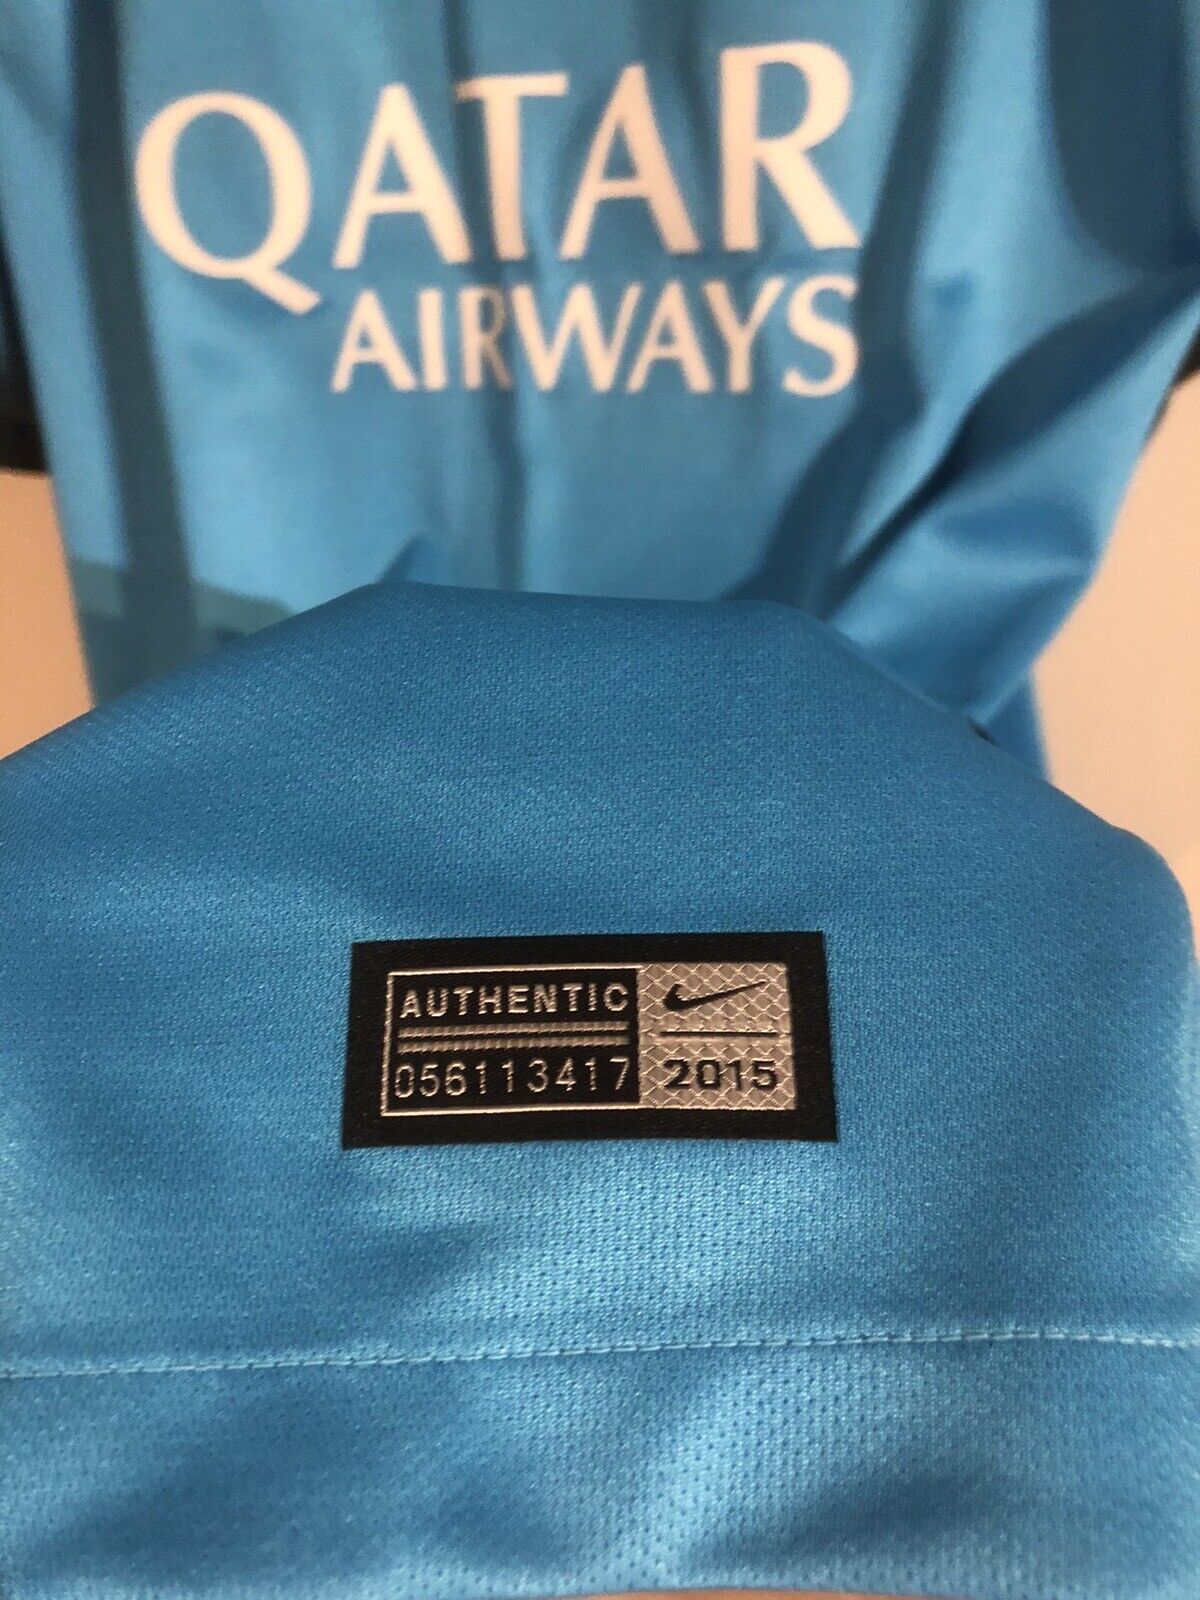 QATAR
AIRWAYS
AUTHENTIC
056113417
2015